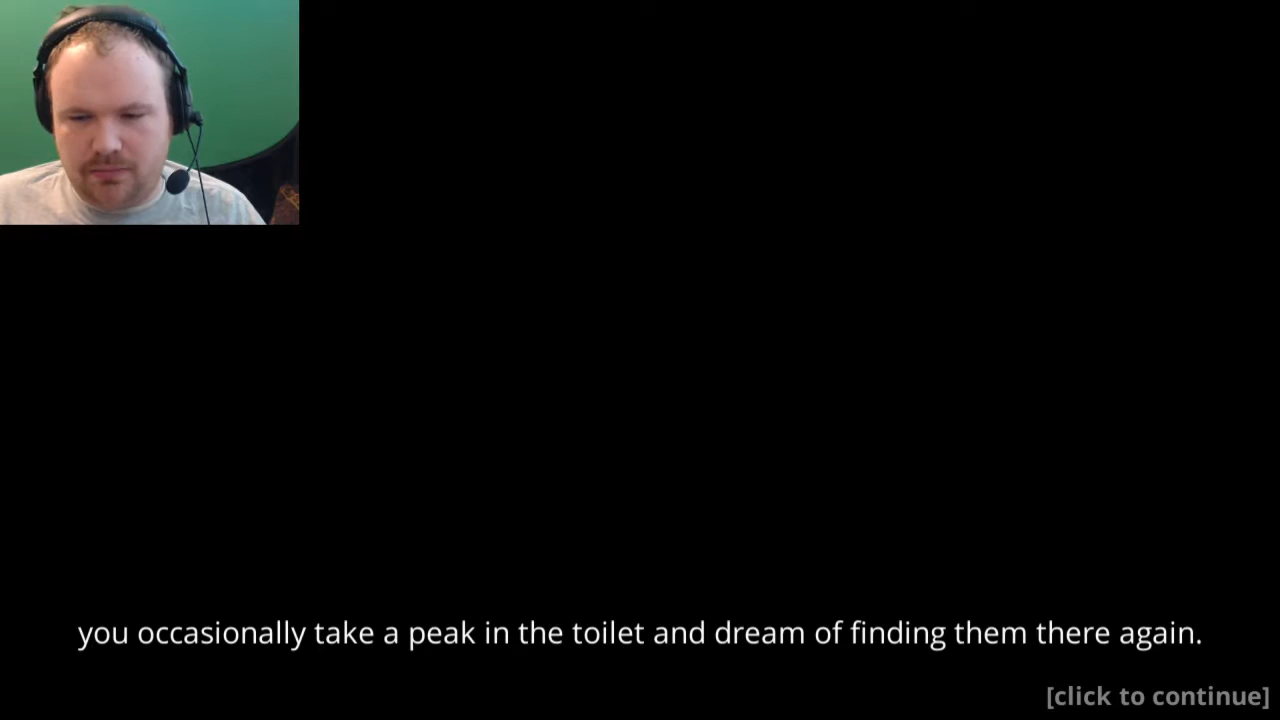 you occasionally take a peak in the toilet and dream of finding them there again.
[click to continue]